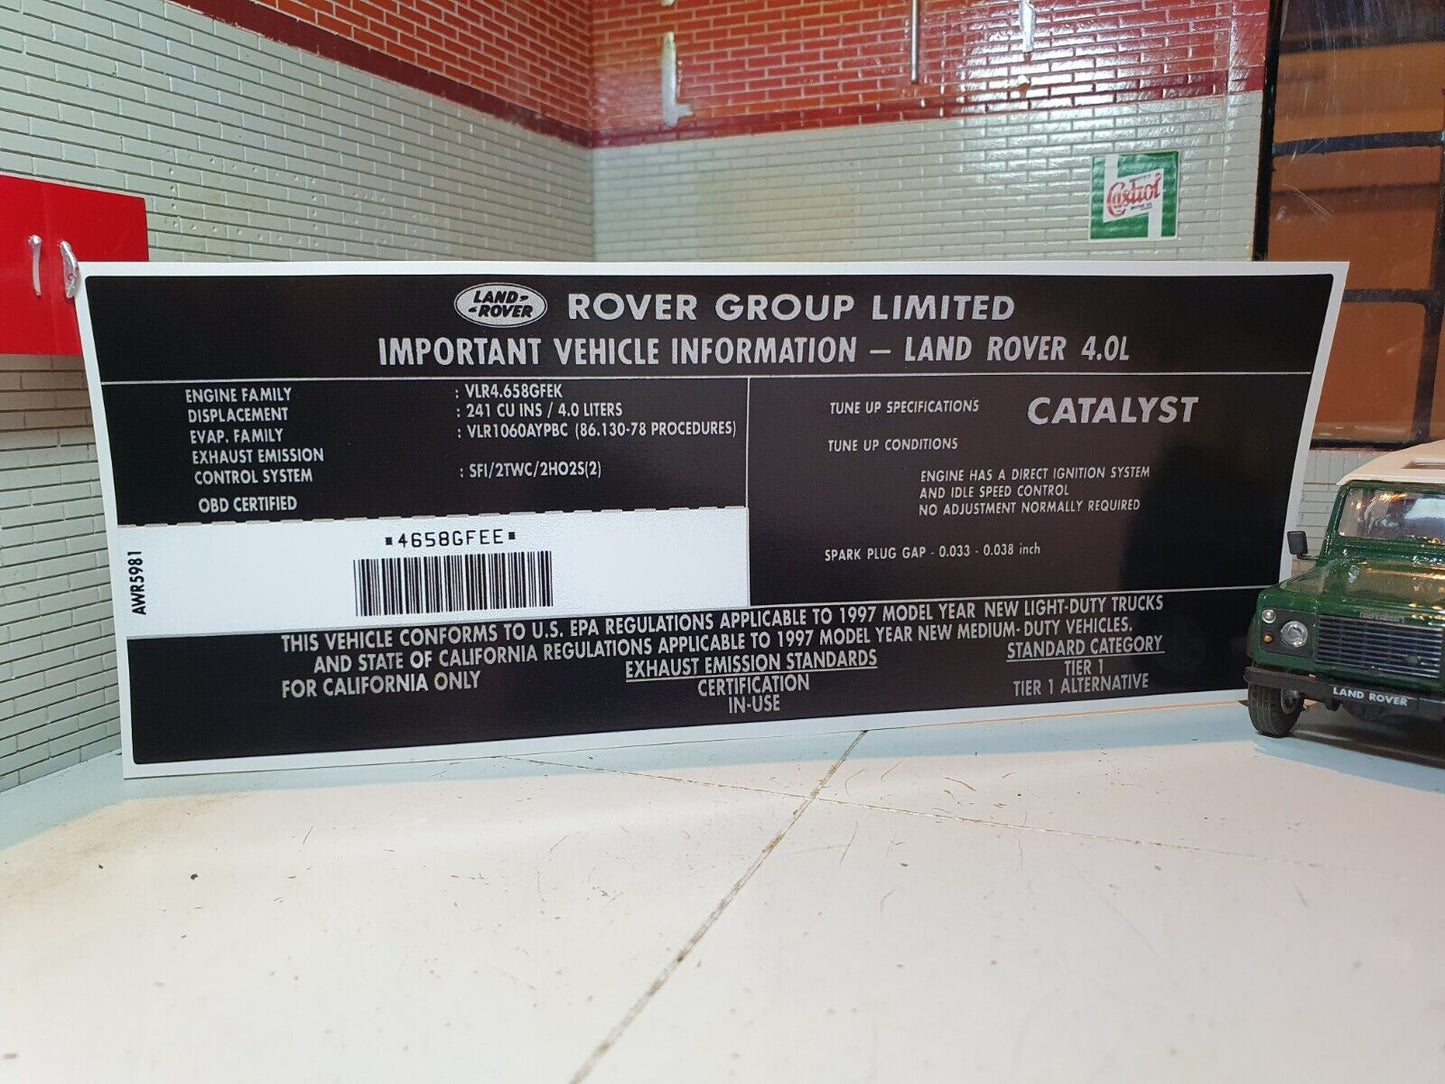 Castrol
LAND-
-ROVER
ROVER GROUP LIMITED
IMPORTANT VEHICLE INFORMATION – LAND ROVER 4.0L
ENGINE FAMILY : VLR4.658GFEK
DISPLACEMENT : 241 CU INS / 4.0 LITERS
EVAP. FAMILY : VLR1060AYPBC (86.130-78 PROCEDURES)
EXHAUST EMISSION
CONTROL SYSTEM : SFI/2TWC/2HO2S(2)
OBD CERTIFIED
TUNE UP SPECIFICATIONS CATALYST
TUNE UP CONDITIONS
ENGINE HAS A DIRECT IGNITION SYSTEM
AND IDLE SPEED CONTROL
NO ADJUSTMENT NORMALLY REQUIRED
SPARK PLUG GAP - 0.033 - 0.038 inch
*4658GFEE*
AWR5981
THIS VEHICLE CONFORMS TO U.S. EPA REGULATIONS APPLICABLE TO 1997 MODEL YEAR NEW LIGHT-DUTY TRUCKS
AND STATE OF CALIFORNIA REGULATIONS APPLICABLE TO 1997 MODEL YEAR NEW MEDIUM-DUTY VEHICLES.
FOR CALIFORNIA ONLY EXHAUST EMISSION STANDARDS STANDARD CATEGORY
CERTIFICATION TIER 1
IN-USE TIER 1 ALTERNATIVE
LAND ROVER